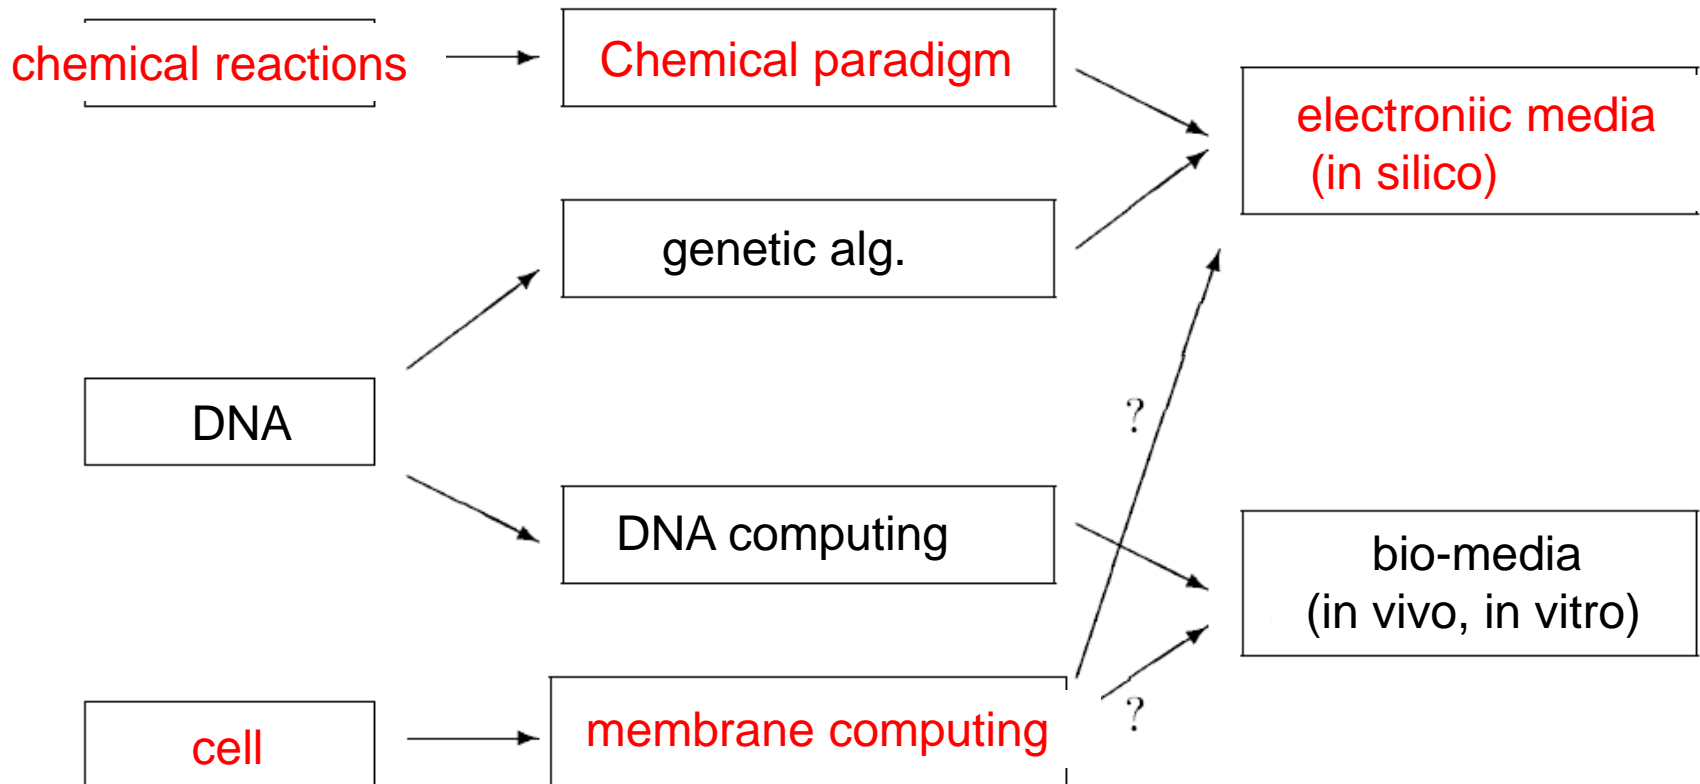 chemical reactions
Chemical paradigm
electroniic media
(in silico)
genetic alg.
DNA
?
DNA computing
bio-media
(in vivo, in vitro)
cell
membrane computing
?